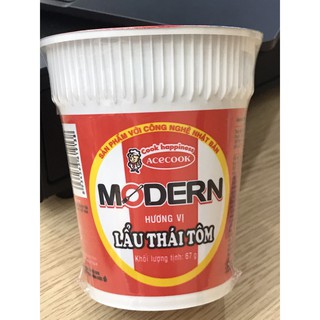 SẢN PHẨM VỚI CÔNG NGHỆ NHẬT BẢN
Cook happiness
ACECOOK
MODERN
HƯƠNG VỊ
LẨU THÁI TÔM
Khối lượng tịnh: 67 g